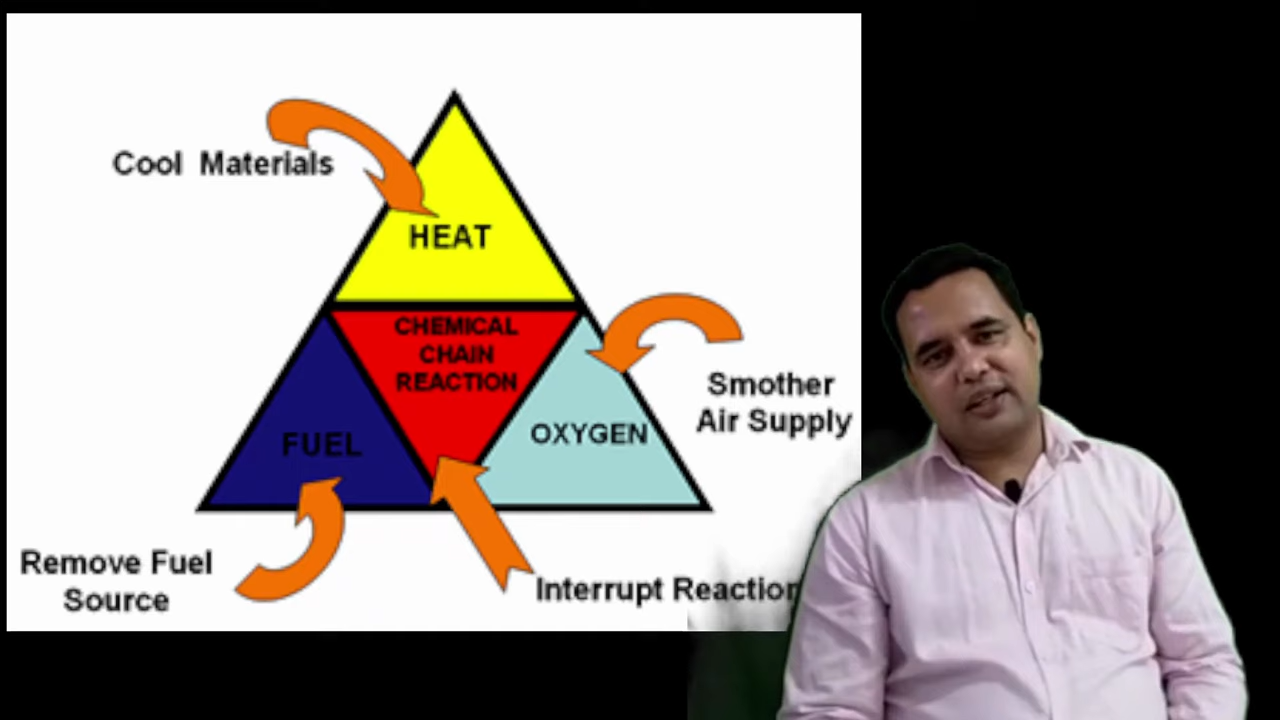 Cool Materials
HEAT
CHEMICAL
CHAIN
REACTION
Smother
Air Supply
FUEL
OXYGEN
Remove Fuel
Source
Interrupt Reaction